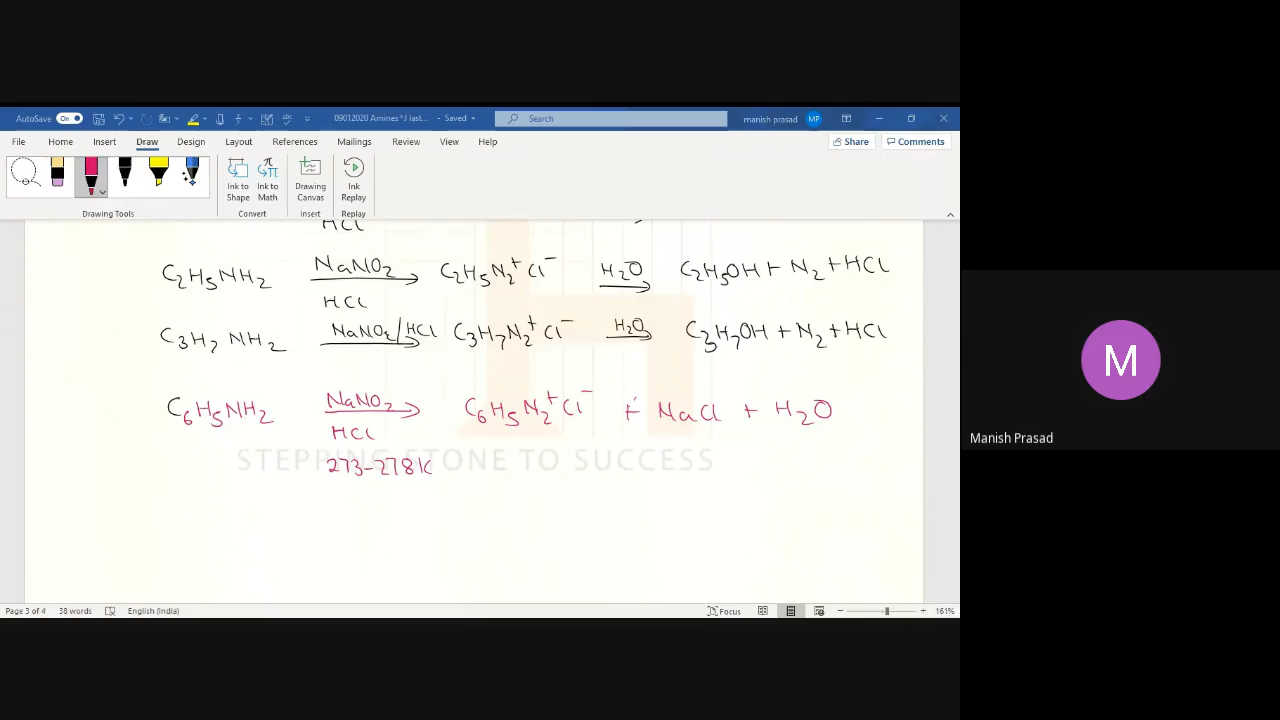 AutoSave On 09012020 Amines^J last... - Saved Search manish prasad MP
File Home Insert Draw Design Layout References Mailings Review View Help Share Comments
Ink to Shape Ink to Math Drawing Canvas Ink Replay
Drawing Tools Convert Insert Replay
HCl
C2H5NH2 NaNO2 C2H5N2+Cl- H2O C2H5OH + N2 + HCl
HCl
C3H7NH2 NaNO2/HCl C3H7N2+Cl- H2O C3H7OH + N2 + HCl
C6H5NH2 NaNO2 C6H5N2+Cl- + NaCl + H2O
HCl
STEPPING STONE TO SUCCESS
273-278K
M
Manish Prasad
Page 3 of 4 38 words English (India) Focus 161%